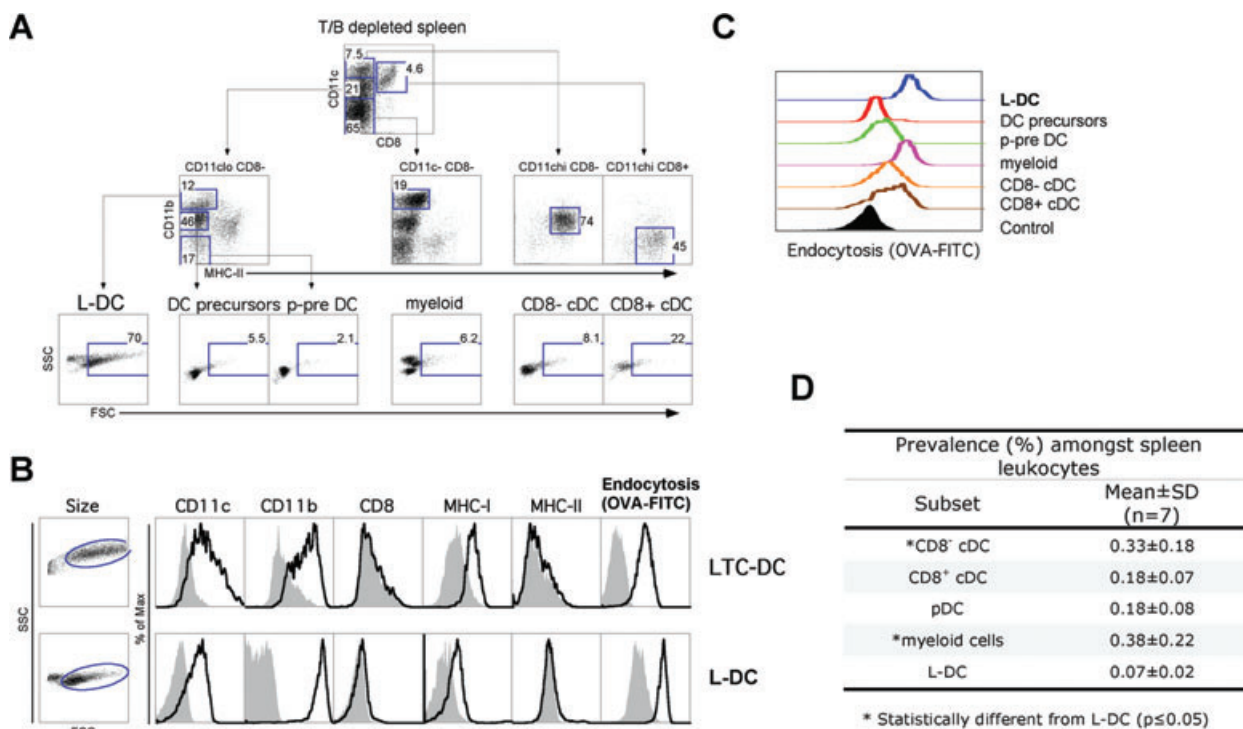 A
T/B depleted spleen
7.5
4.6
CD11c
21
65
CD8
CD11clo CD8-
CD11c- CD8-
CD11chi CD8-
CD11chi CD8+
12
CD11b
46
17
19
74
45
MHC-II
L-DC
DC precursors
p-pre DC
myeloid
CD8- cDC
CD8+ cDC
70
5.5
2.1
6.2
8.1
22
SSC
FSC
B
Size
CD11c
CD11b
CD8
MHC-I
MHC-II
Endocytosis
(OVA-FITC)
SSC
% of Max
LTC-DC
L-DC
C
L-DC
DC precursors
p-pre DC
myeloid
CD8- cDC
CD8+ cDC
Control
Endocytosis (OVA-FITC)
D
Prevalence (%) amongst spleen
leukocytes
Subset
Mean±SD
(n=7)
*CD8⁻ cDC 0.33±0.18
CD8⁺ cDC 0.18±0.07
pDC 0.18±0.08
*myeloid cells 0.38±0.22
L-DC 0.07±0.02
* Statistically different from L-DC (p≤0.05)